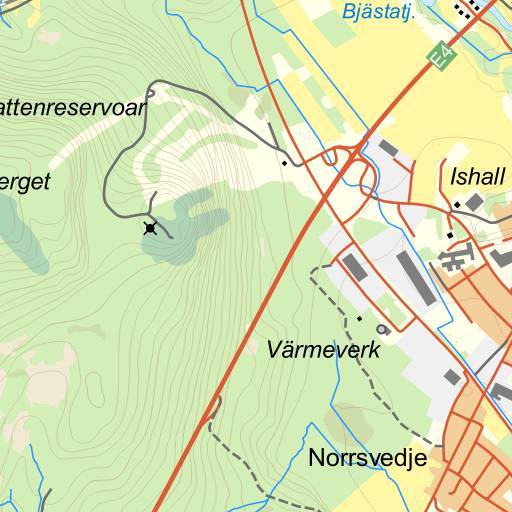 Bjästatj.
E4
attenreservoar
erget
Ishall
Värmeverk
Norrsvedje